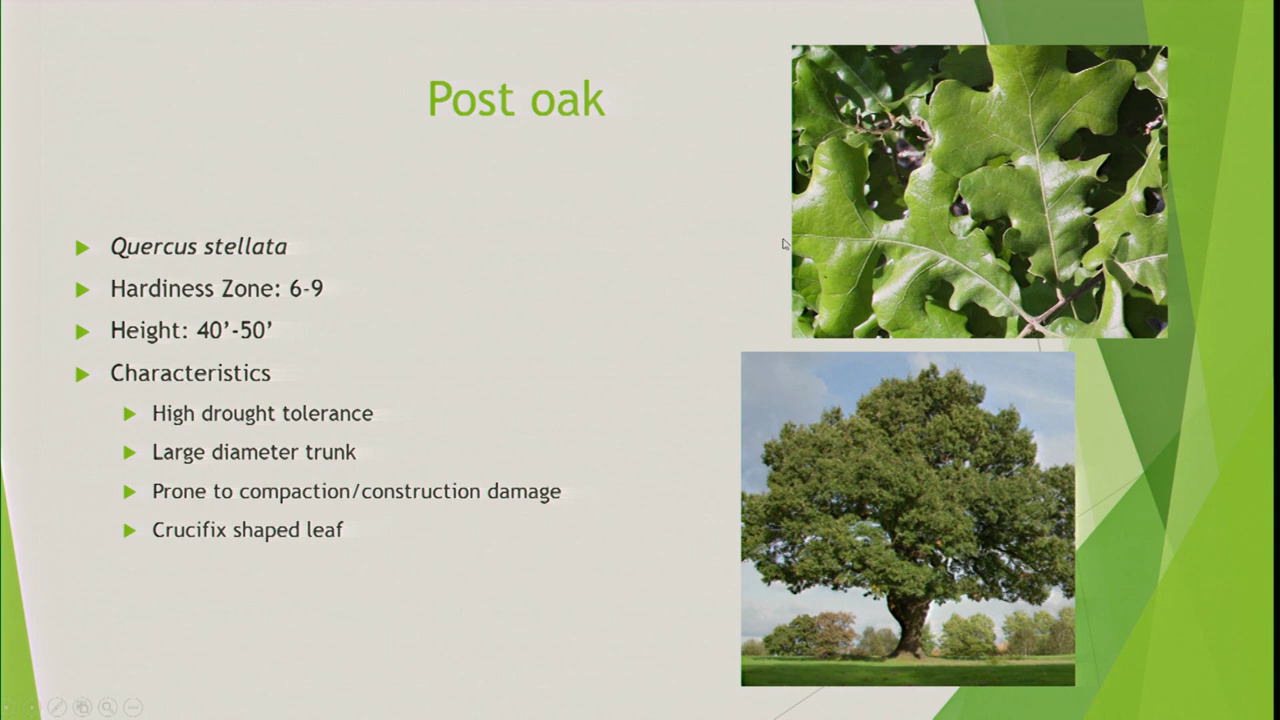 Post oak
Quercus stellata
Hardiness Zone: 6-9
Height: 40’-50’
Characteristics
High drought tolerance
Large diameter trunk
Prone to compaction/construction damage
Crucifix shaped leaf